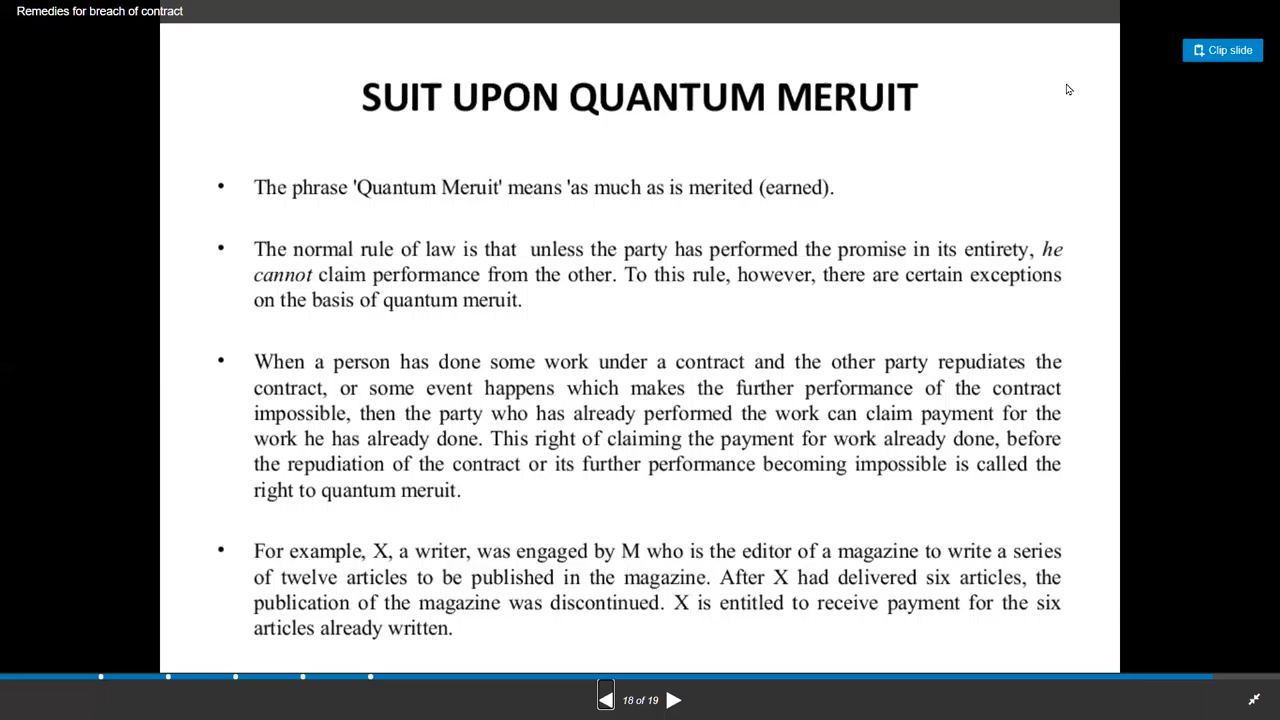 Remedies for breach of contract
Clip slide
SUIT UPON QUANTUM MERUIT
• The phrase 'Quantum Meruit' means 'as much as is merited (earned).
• The normal rule of law is that unless the party has performed the promise in its entirety, he
cannot claim performance from the other. To this rule, however, there are certain exceptions
on the basis of quantum meruit.
• When a person has done some work under a contract and the other party repudiates the
contract, or some event happens which makes the further performance of the contract
impossible, then the party who has already performed the work can claim payment for the
work he has already done. This right of claiming the payment for work already done, before
the repudiation of the contract or its further performance becoming impossible is called the
right to quantum meruit.
• For example, X, a writer, was engaged by M who is the editor of a magazine to write a series
of twelve articles to be published in the magazine. After X had delivered six articles, the
publication of the magazine was discontinued. X is entitled to receive payment for the six
articles already written.
18 of 19